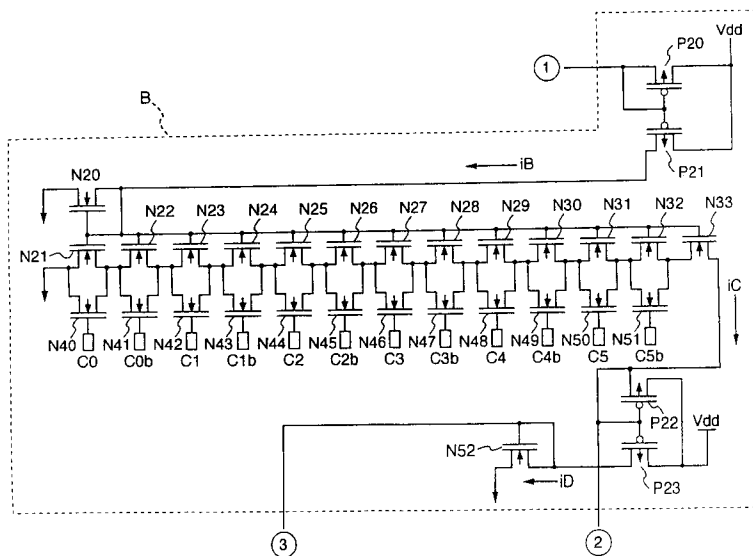 Vdd
P20
1
B
P21
iB
N20
N22
N23
N24
N25
N26
N27
N28
N29
N30
N31
N32
N33
N21
iC
N40
N41
N42
N43
N44
N45
N46
N47
N48
N49
N50
N51
C0
C0b
C1
C1b
C2
C2b
C3
C3b
C4
C4b
C5
C5b
P22
Vdd
N52
iD
P23
3
2